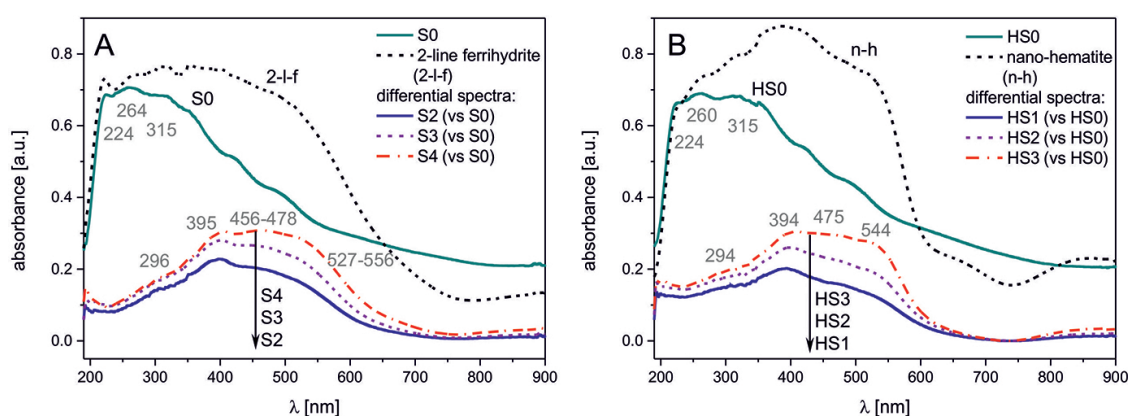 A
S0
2-line ferrihydrite
(2-l-f)
differential spectra:
S2 (vs S0)
S3 (vs S0)
S4 (vs S0)
2-l-f
S0
264
224
315
395
456-478
296
527-556
S4
S3
S2
0.8
0.6
0.4
0.2
0.0
absorbance [a.u.]
200 300 400 500 600 700 800 900
λ [nm]
B
HS0
nano-hematite
(n-h)
differential spectra:
HS1 (vs HS0)
HS2 (vs HS0)
HS3 (vs HS0)
n-h
HS0
260
224
315
394
475
544
294
HS3
HS2
HS1
0.8
0.6
0.4
0.2
0.0
absorbance [a.u.]
200 300 400 500 600 700 800 900
λ [nm]